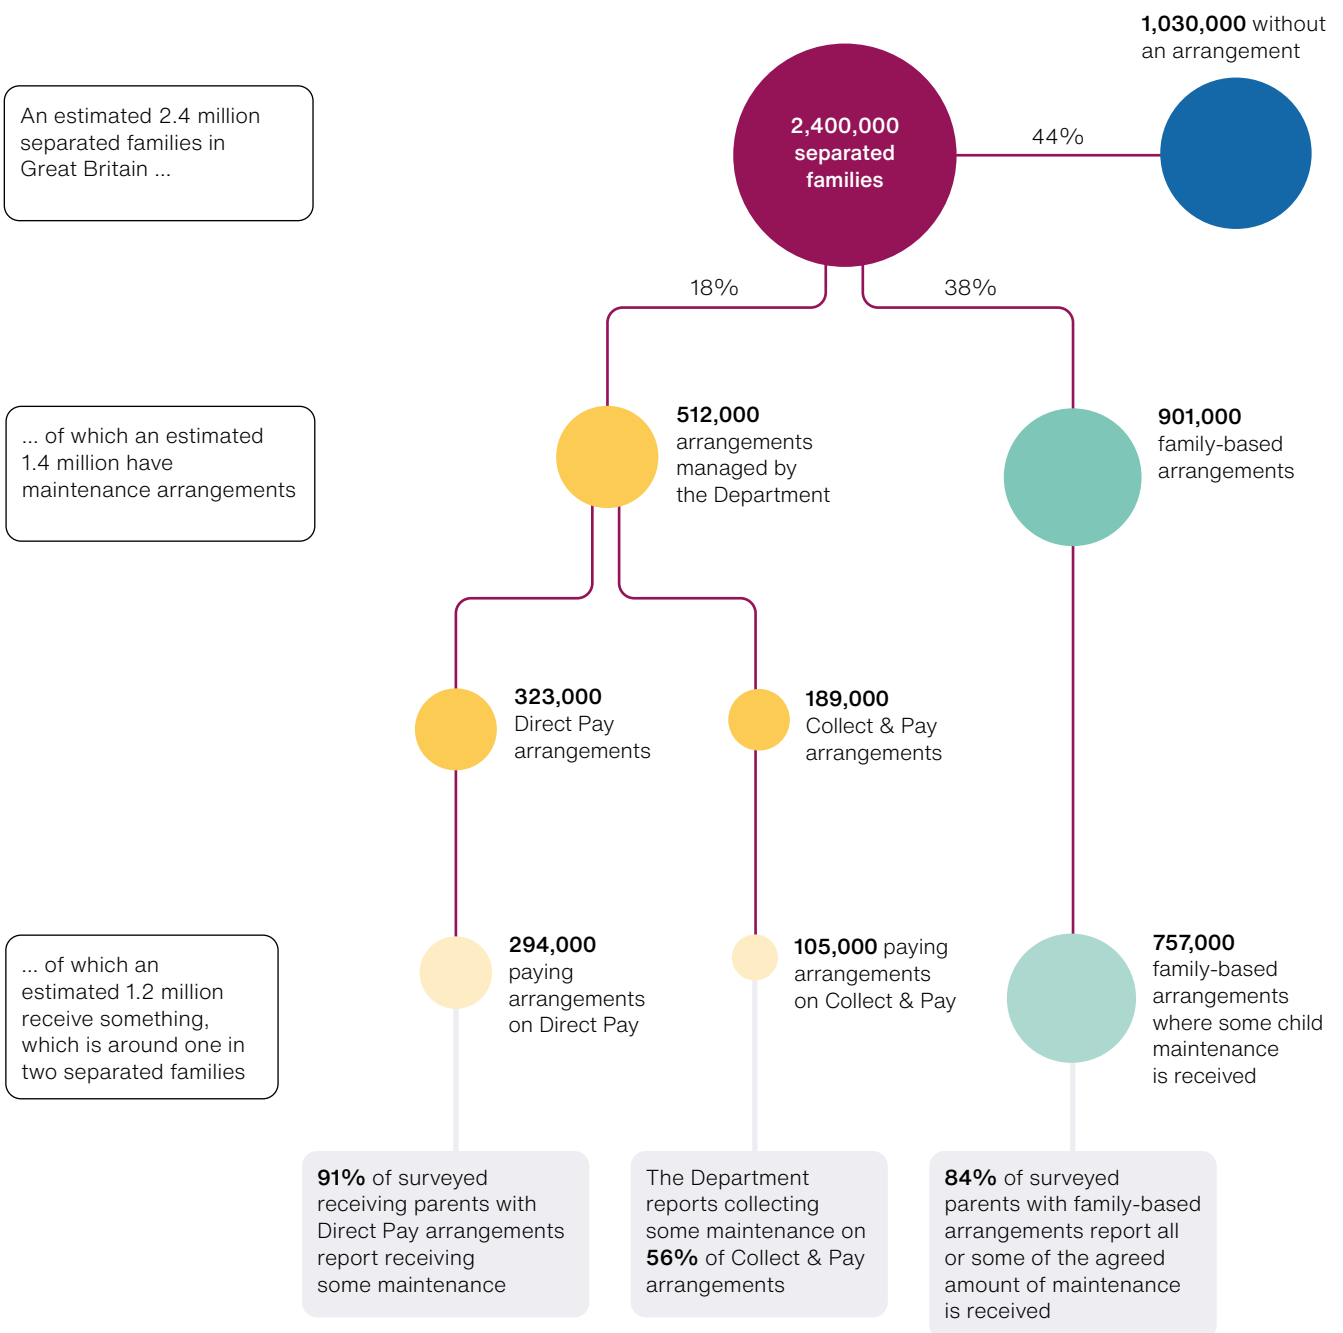 1,030,000 without
an arrangement
An estimated 2.4 million
separated families in
Great Britain ...
2,400,000
separated
families
44%
18%
38%
... of which an estimated
1.4 million have
maintenance arrangements
512,000
arrangements
managed by
the Department
901,000
family-based
arrangements
323,000
Direct Pay
arrangements
189,000
Collect & Pay
arrangements
... of which an
estimated 1.2 million
receive something,
which is around one in
two separated families
294,000
paying
arrangements
on Direct Pay
105,000 paying
arrangements
on Collect & Pay
757,000
family-based
arrangements
where some child
maintenance
is received
91% of surveyed
receiving parents with
Direct Pay arrangements
report receiving
some maintenance
The Department
reports collecting
some maintenance on
56% of Collect & Pay
arrangements
84% of surveyed
parents with family-based
arrangements report all
or some of the agreed
amount of maintenance
is received